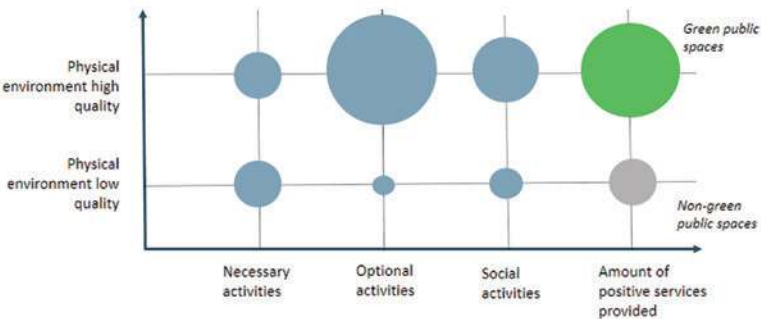 Green public
spaces
Physical
environment high
quality
Physical
environment low
quality
Non-green
public spaces
Necessary
activities
Optional
activities
Social
activities
Amount of
positive services
provided